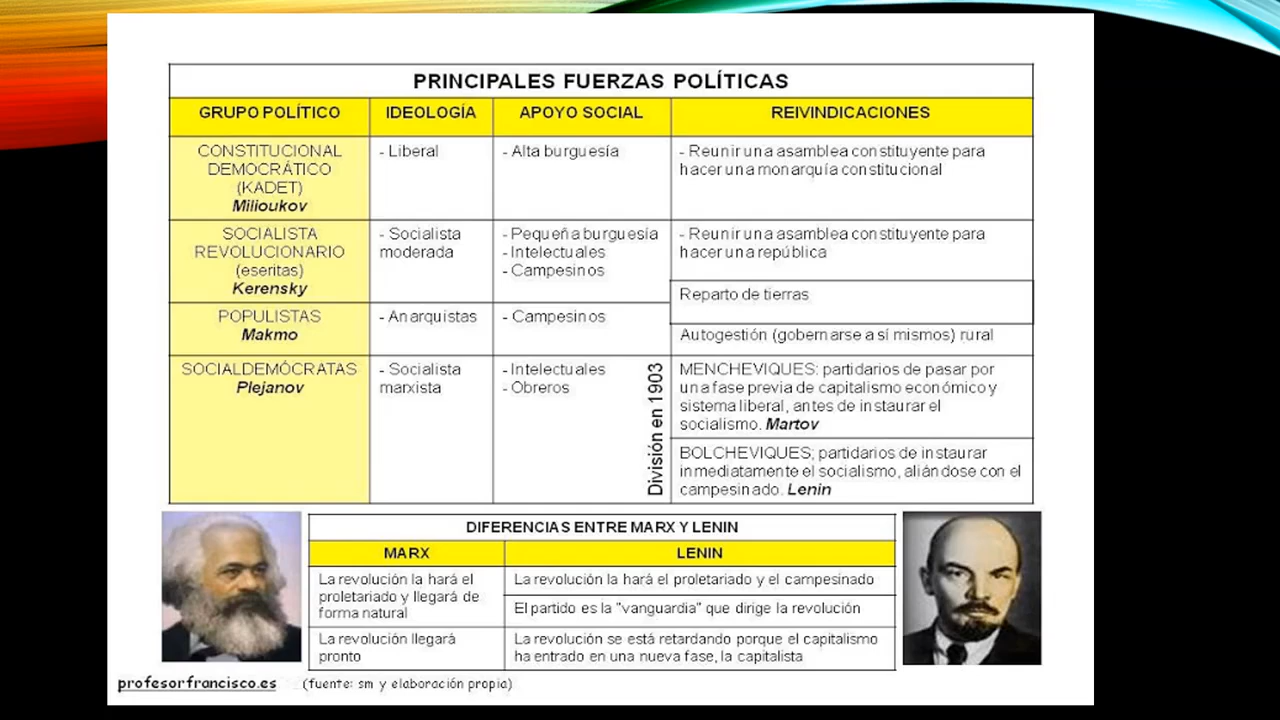 PRINCIPALES FUERZAS POLÍTICAS
GRUPO POLÍTICO
IDEOLOGÍA
APOYO SOCIAL
REIVINDICACIONES
CONSTITUCIONAL
DEMOCRÁTICO
(KADET)
Milioukov
- Liberal
- Alta burguesía
- Reunir una asamblea constituyente para
hacer una monarquía constitucional
SOCIALISTA
REVOLUCIONARIO
(eseritas)
Kerensky
- Socialista
moderada
- Pequeña burguesía
- Intelectuales
- Campesinos
- Reunir una asamblea constituyente para
hacer una república
Reparto de tierras
POPULISTAS
Makmo
- Anarquistas
- Campesinos
Autogestión (gobernarse a sí mismos) rural
SOCIALDEMÓCRATAS
Plejanov
- Socialista
marxista
- Intelectuales
- Obreros
División en 1903
MENCHEVIQUES: partidarios de pasar por
una fase previa de capitalismo económico y
sistema liberal, antes de instaurar el
socialismo. Martov
BOLCHEVIQUES; partidarios de instaurar
inmediatamente el socialismo, aliándose con el
campesinado. Lenin
DIFERENCIAS ENTRE MARX Y LENIN
MARX
LENIN
La revolución la hará el
proletariado y llegará de
forma natural
La revolución la hará el proletariado y el campesinado
El partido es la "vanguardia" que dirige la revolución
La revolución llegará
pronto
La revolución se está retardando porque el capitalismo
ha entrado en una nueva fase, la capitalista
profesorfrancisco.es (fuente: sm y elaboración propia)